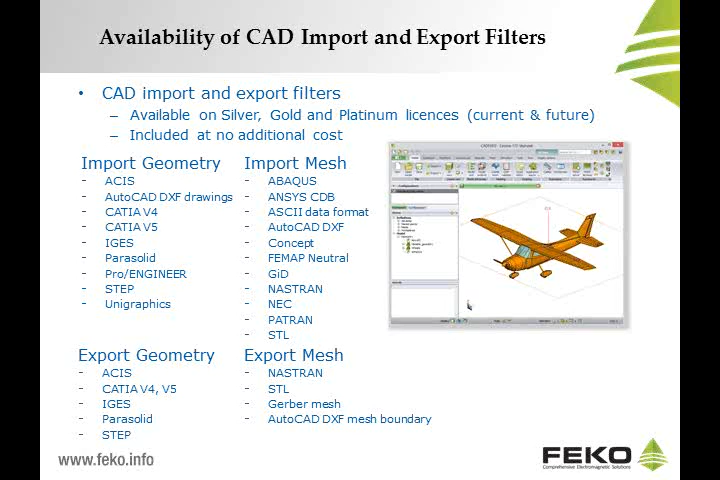 Availability of CAD Import and Export Filters
• CAD import and export filters
– Available on Silver, Gold and Platinum licences (current & future)
– Included at no additional cost
Import Geometry
- ACIS
- AutoCAD DXF drawings
- CATIA V4
- CATIA V5
- IGES
- Parasolid
- Pro/ENGINEER
- STEP
- Unigraphics
Import Mesh
- ABAQUS
- ANSYS CDB
- ASCII data format
- AutoCAD DXF
- Concept
- FEMAP Neutral
- GiD
- NASTRAN
- NEC
- PATRAN
- STL
Export Geometry
- ACIS
- CATIA V4, V5
- IGES
- Parasolid
- STEP
Export Mesh
- NASTRAN
- STL
- Gerber mesh
- AutoCAD DXF mesh boundary
www.feko.info
FEKO
Comprehensive Electromagnetic Solutions